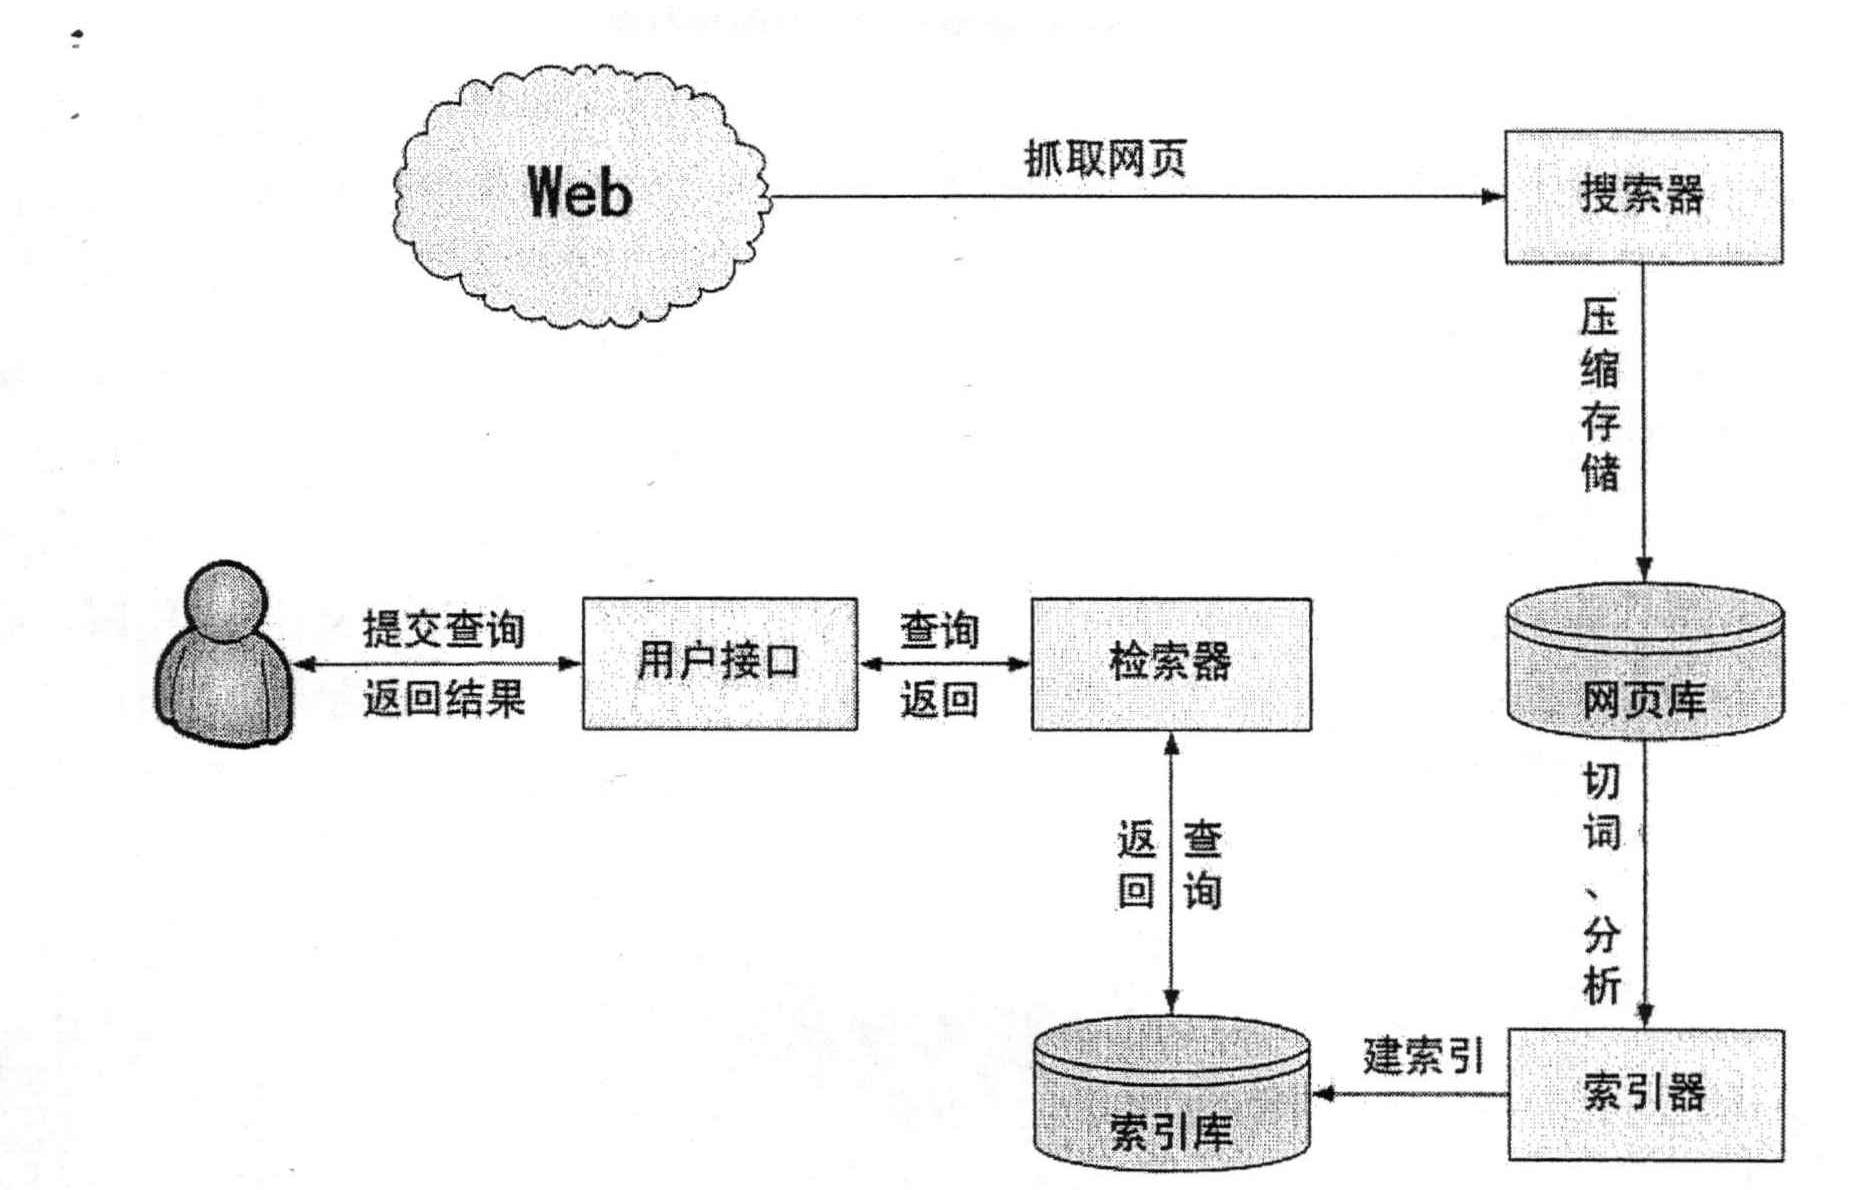 Web
抓取网页
搜索器
压缩存储
提交查询
返回结果
用户接口
查询
返回
检索器
网页库
返回
查询
切词、分析
建索引
索引器
索引库